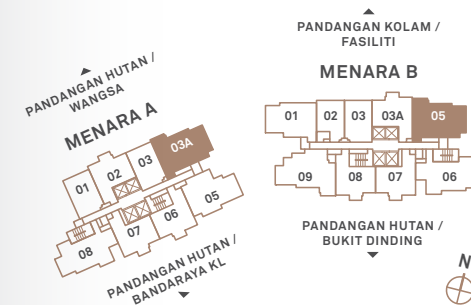 PANDANGAN HUTAN /
WANGSA
MENARA A
01
02
03
03A
08
07
06
05
PANDANGAN HUTAN /
BANDARAYA KL
PANDANGAN KOLAM /
FASILITI
MENARA B
01
02
03
03A
05
09
08
07
06
PANDANGAN HUTAN /
BUKIT DINDING
N